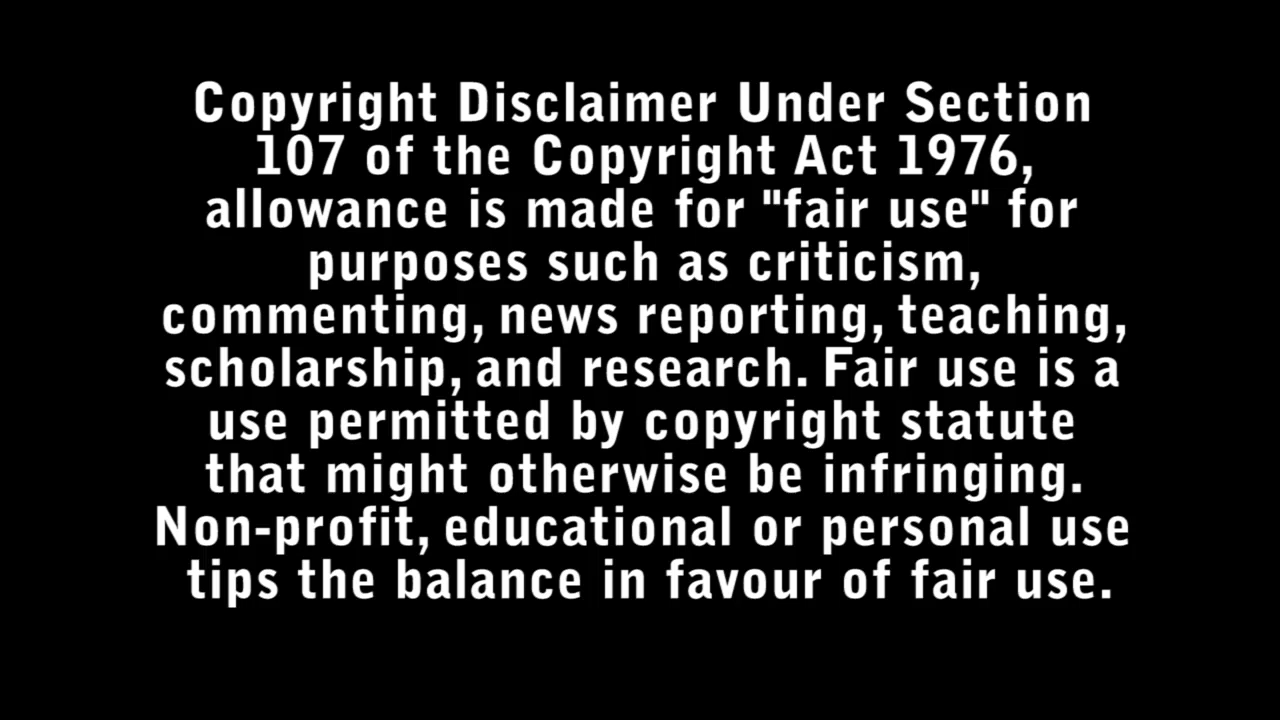 Copyright Disclaimer Under Section
107 of the Copyright Act 1976,
allowance is made for "fair use" for
purposes such as criticism,
commenting, news reporting, teaching,
scholarship, and research. Fair use is a
use permitted by copyright statute
that might otherwise be infringing.
Non-profit, educational or personal use
tips the balance in favour of fair use.